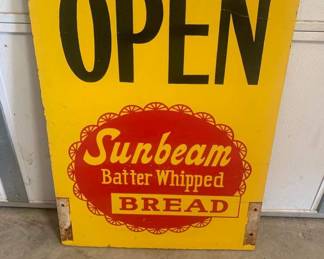 OPEN
Sunbeam
Batter Whipped
BREAD